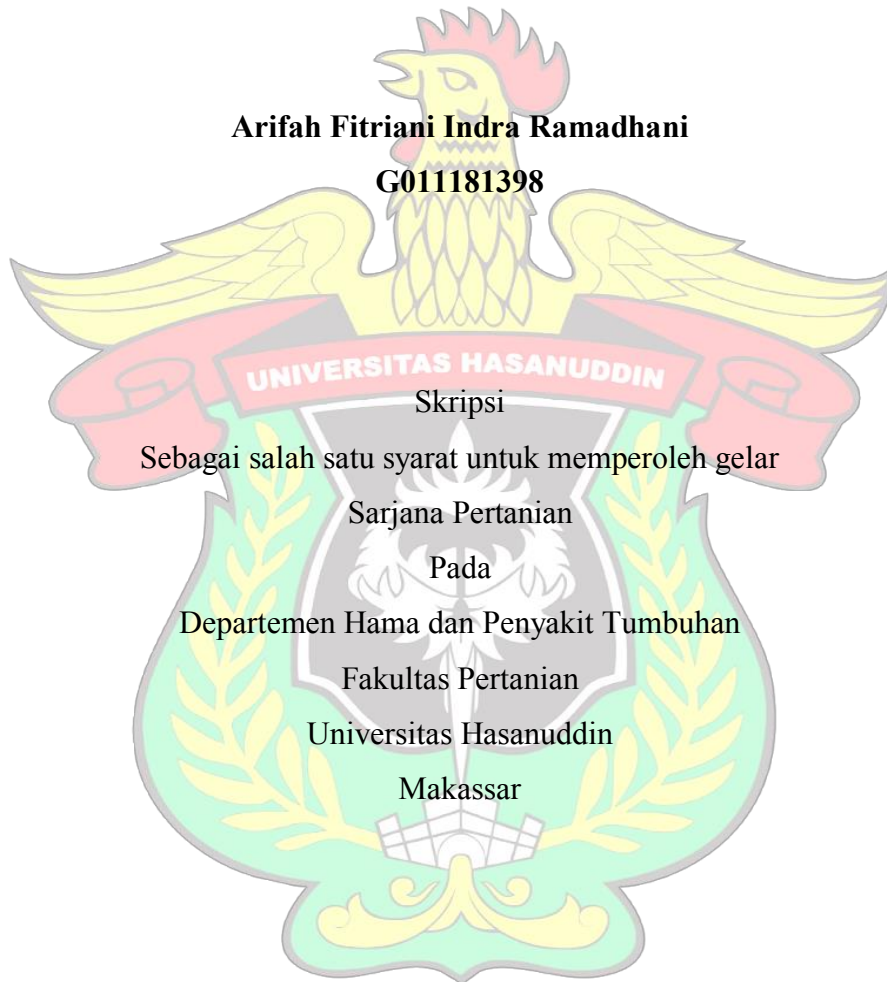 Arifah Fitriani Indra Ramadhani
G011181398
UNIVERSITAS HASANUDDIN
Skripsi
Sebagai salah satu syarat untuk memperoleh gelar
Sarjana Pertanian
Pada
Departemen Hama dan Penyakit Tumbuhan
Fakultas Pertanian
Universitas Hasanuddin
Makassar